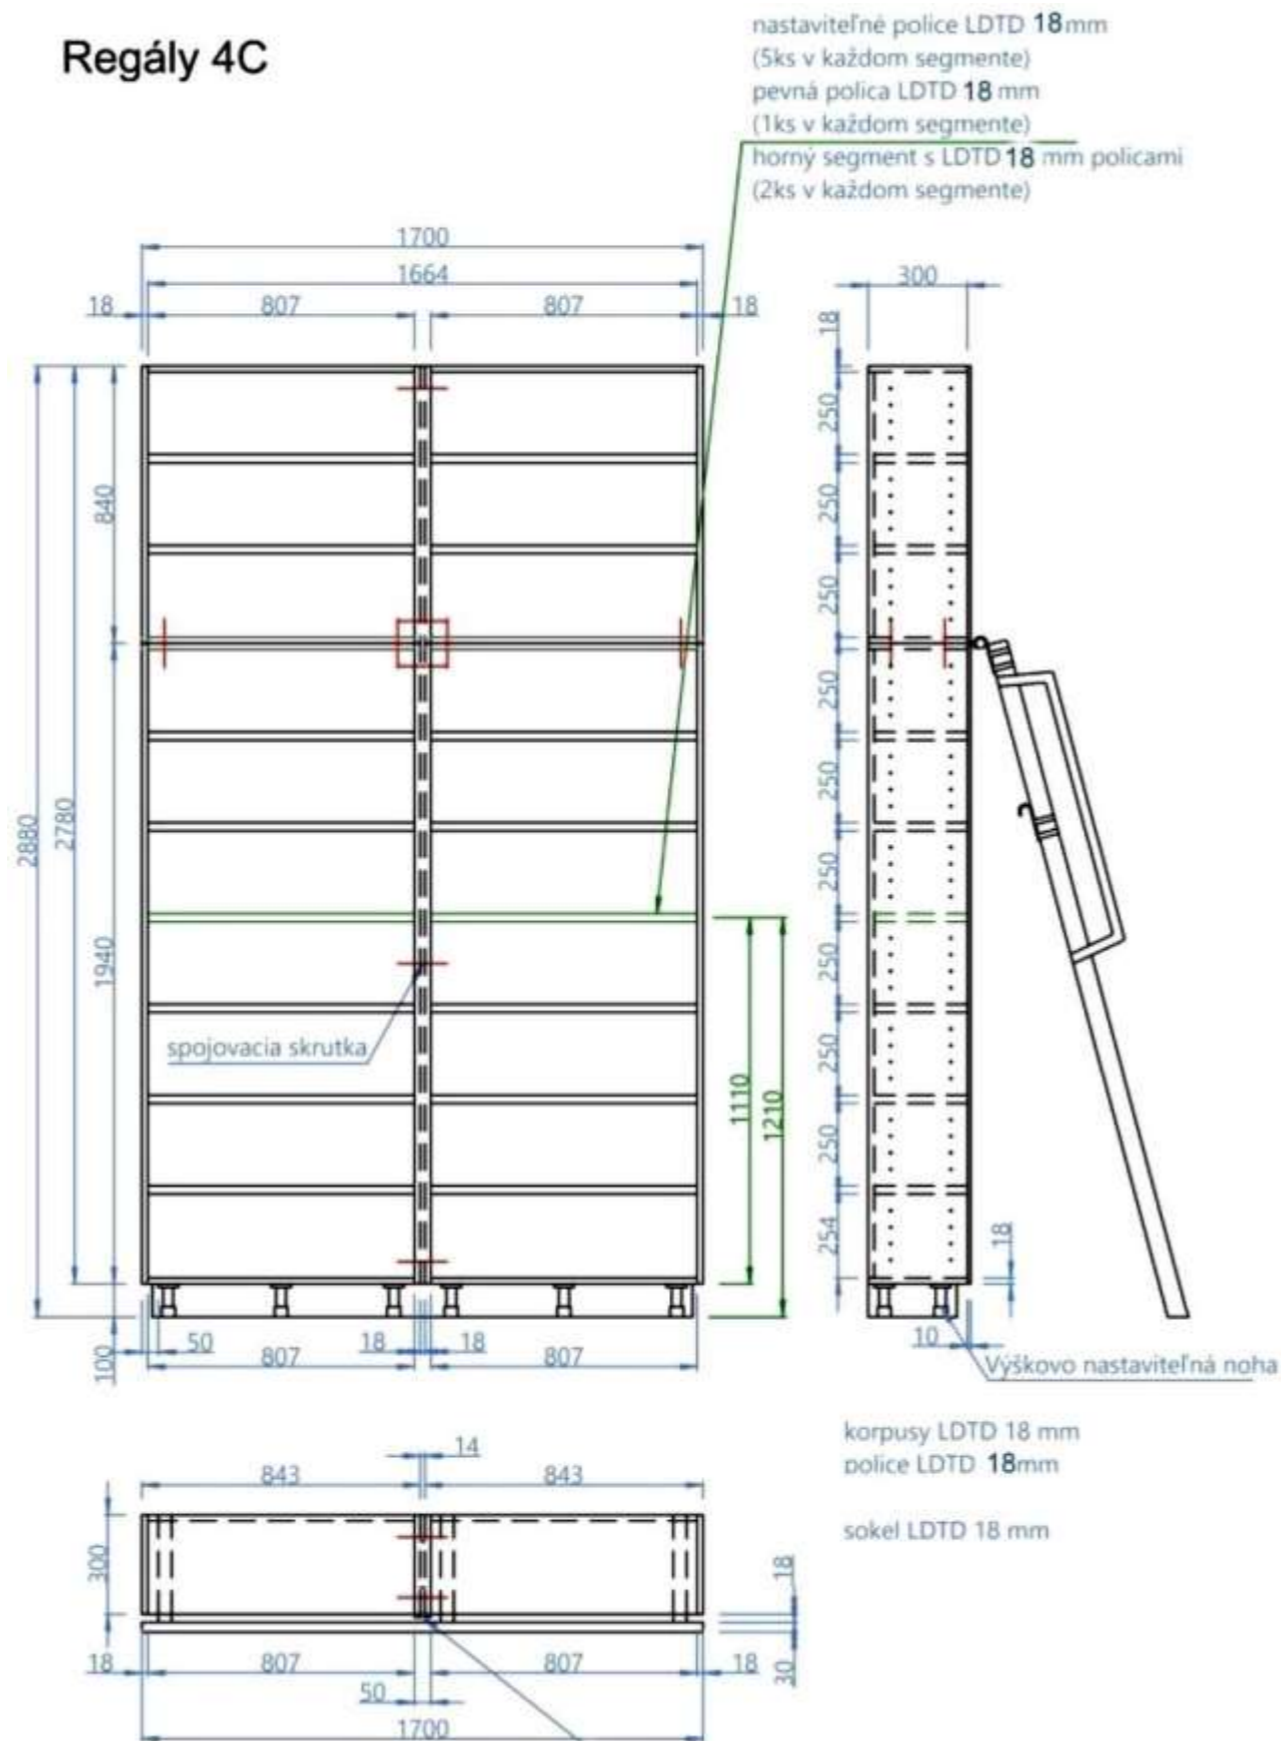 Regály 4C
nastaviteľné police LDTD 18mm
(5ks v každom segmente)
pevná polica LDTD 18 mm
(1ks v každom segmente)
horný segment s LDTD 18 mm policami
(2ks v každom segmente)
1700
1664
18 807 807 18
300
18
250
250
250
250
250
250
250
250
250
254
840
2880
2780
1940
spojovacia skrutka
1110
1210
18
100
50
18 18
807 807
10
Výškovo nastaviteľná noha
korpusy LDTD 18 mm
police LDTD 18mm
sokel LDTD 18 mm
14
843 843
300
18
30
18 807 807 18
50
1700